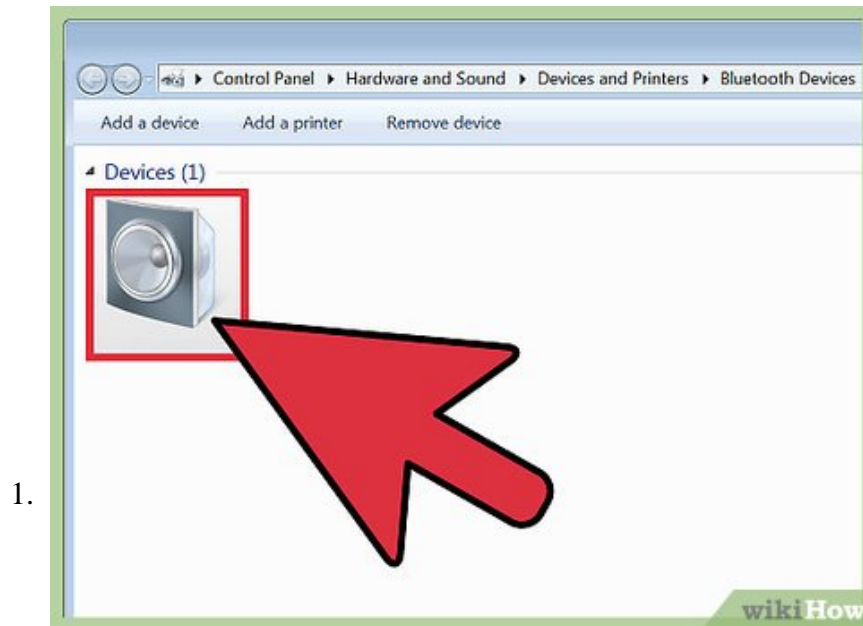 Control Panel ▸ Hardware and Sound ▸ Devices and Printers ▸ Bluetooth Devices
Add a device Add a printer Remove device
Devices (1)
1.
wikiHow